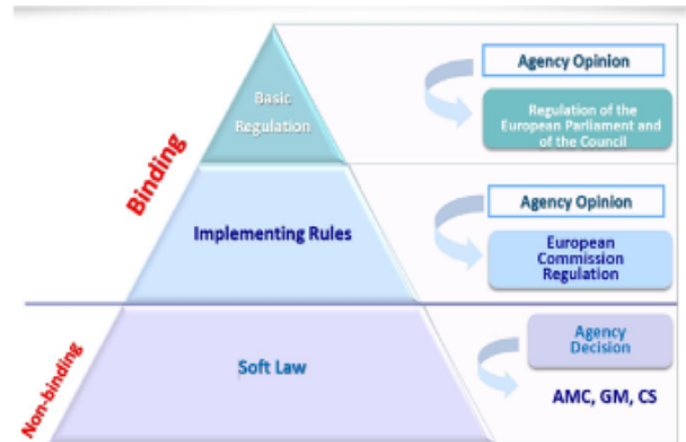 Agency Opinion
Basic
Regulation
Regulation of the
European Parliament and
of the Council
Binding
Agency Opinion
Implementing Rules
European
Commission
Regulation
Agency
Decision
Non-binding
Soft Law
AMC, GM, CS